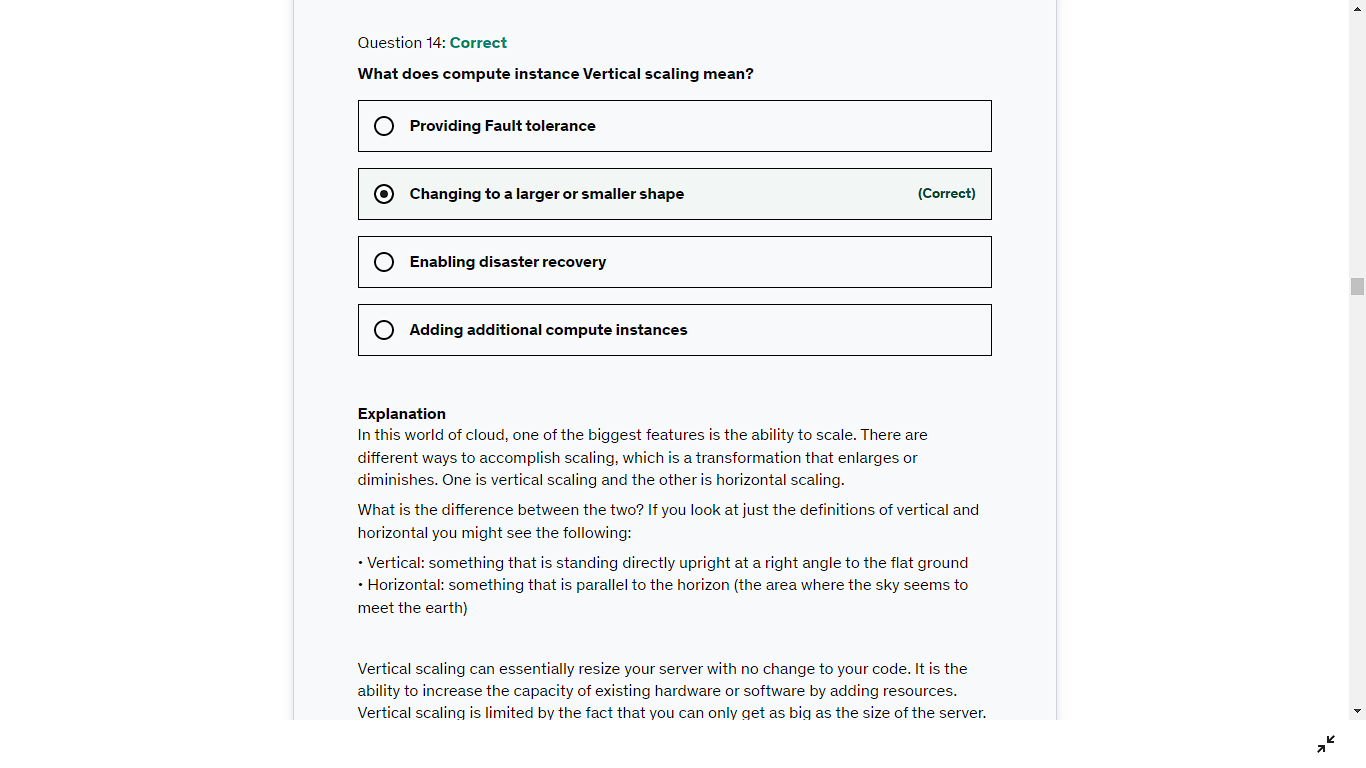 Question 14: Correct
What does compute instance Vertical scaling mean?
Providing Fault tolerance
Changing to a larger or smaller shape (Correct)
Enabling disaster recovery
Adding additional compute instances
Explanation
In this world of cloud, one of the biggest features is the ability to scale. There are
different ways to accomplish scaling, which is a transformation that enlarges or
diminishes. One is vertical scaling and the other is horizontal scaling.
What is the difference between the two? If you look at just the definitions of vertical and
horizontal you might see the following:
• Vertical: something that is standing directly upright at a right angle to the flat ground
• Horizontal: something that is parallel to the horizon (the area where the sky seems to
meet the earth)
Vertical scaling can essentially resize your server with no change to your code. It is the
ability to increase the capacity of existing hardware or software by adding resources.
Vertical scaling is limited by the fact that you can only get as big as the size of the server.